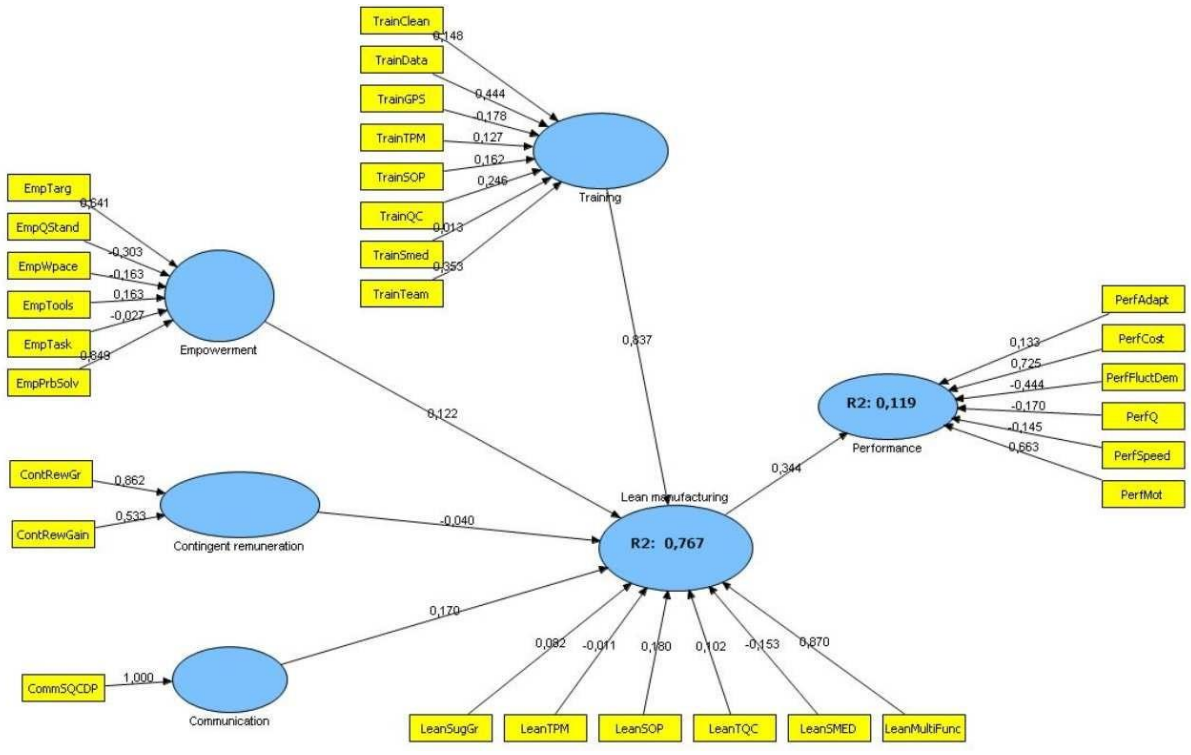 TrainClean
0,148
TrainData
0,444
TrainGPS
-0,178
TrainTPM
0,127
TrainSOP
0,162
TrainQC
0,246
TrainSmed
0,013
TrainTeam
0,353
Training
EmpTarg
0,641
EmpQStand
-0,303
EmpWpace
-0,163
EmpTools
0,163
EmpTask
-0,027
EmpPrbSolv
0,849
Empowerment
0,122
0,837
ContRewGr
0,862
ContRewGain
0,533
Contingent remuneration
-0,040
CommSQCDP
1,000
Communication
0,170
Lean manufacturing
R2: 0,767
0,344
R2: 0,119
Performance
PerfAdapt
0,133
PerfCost
0,725
PerfFluctDem
-0,444
PerfQ
-0,170
PerfSpeed
-0,145
PerfMot
0,663
-0,011
0,180
0,102
-0,153
0,870
LeanSugGr
LeanTPM
LeanSOP
LeanTQC
LeanSMED
LeanMultiFunc